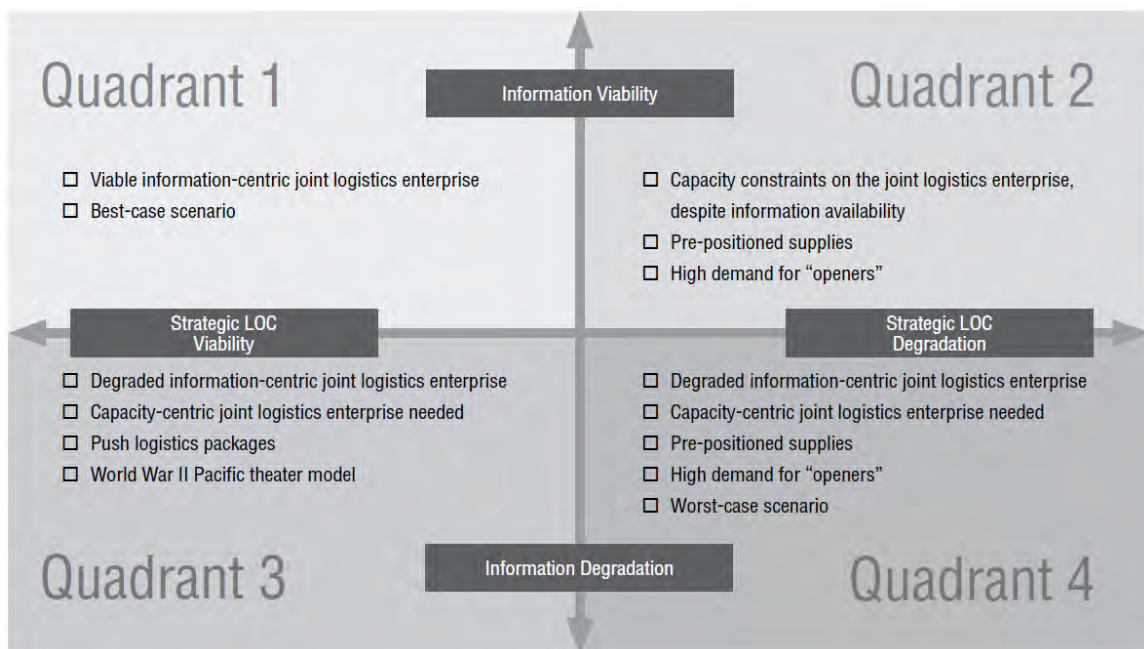 Quadrant 1
Information Viability
Quadrant 2
☐ Viable information-centric joint logistics enterprise
☐ Best-case scenario
☐ Capacity constraints on the joint logistics enterprise,
despite information availability
☐ Pre-positioned supplies
☐ High demand for “openers”
Strategic LOC
Viability
Strategic LOC
Degradation
☐ Degraded information-centric joint logistics enterprise
☐ Capacity-centric joint logistics enterprise needed
☐ Push logistics packages
☐ World War II Pacific theater model
☐ Degraded information-centric joint logistics enterprise
☐ Capacity-centric joint logistics enterprise needed
☐ Pre-positioned supplies
☐ High demand for “openers”
☐ Worst-case scenario
Quadrant 3
Information Degradation
Quadrant 4